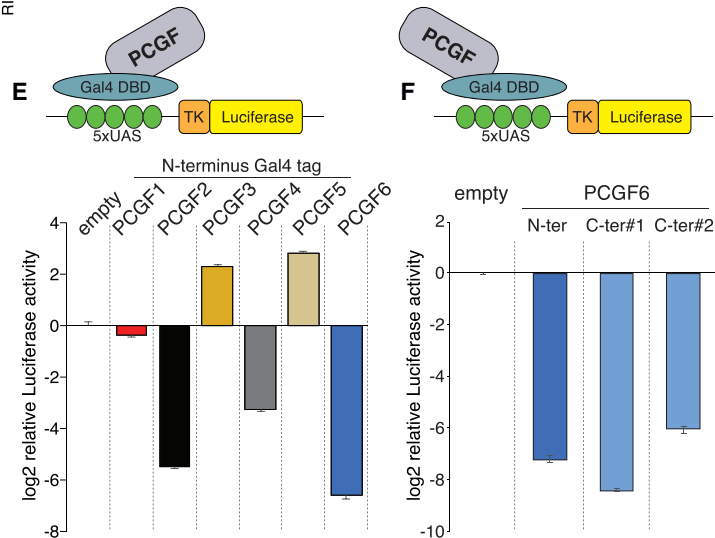 RI
PCGF
Gal4 DBD
5xUAS
TK
Luciferase
E
N-terminus Gal4 tag
empty
PCGF1
PCGF2
PCGF3
PCGF4
PCGF5
PCGF6
log2 relative Luciferase activity
4
2
0
-2
-4
-6
-8
PCGF
Gal4 DBD
5xUAS
TK
Luciferase
F
empty
PCGF6
N-ter
C-ter#1
C-ter#2
log2 relative Luciferase activity
2
0
-2
-4
-6
-8
-10